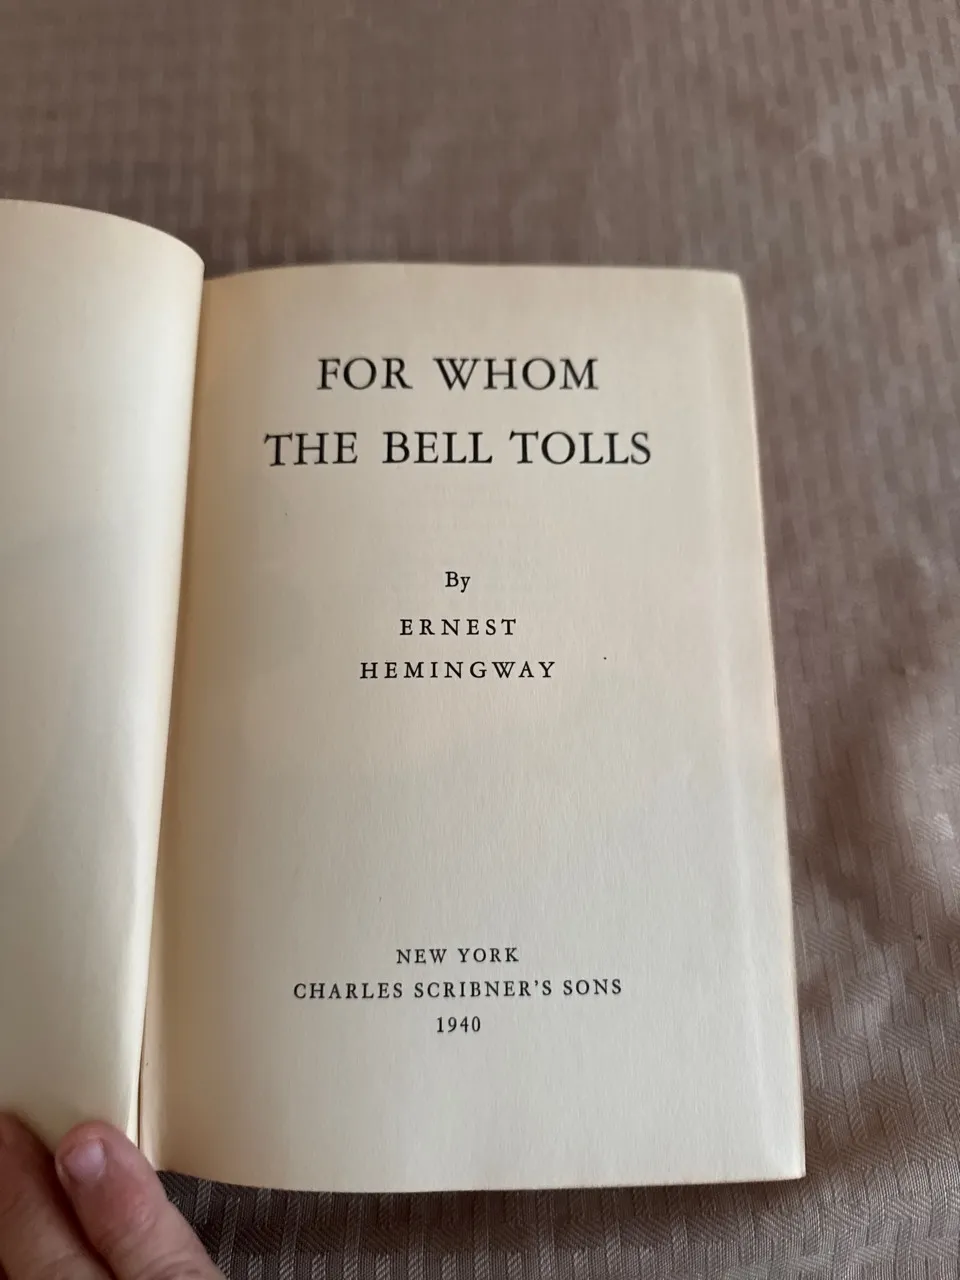 FOR WHOM
THE BELL TOLLS
By
ERNEST
HEMINGWAY
NEW YORK
CHARLES SCRIBNER'S SONS
1940